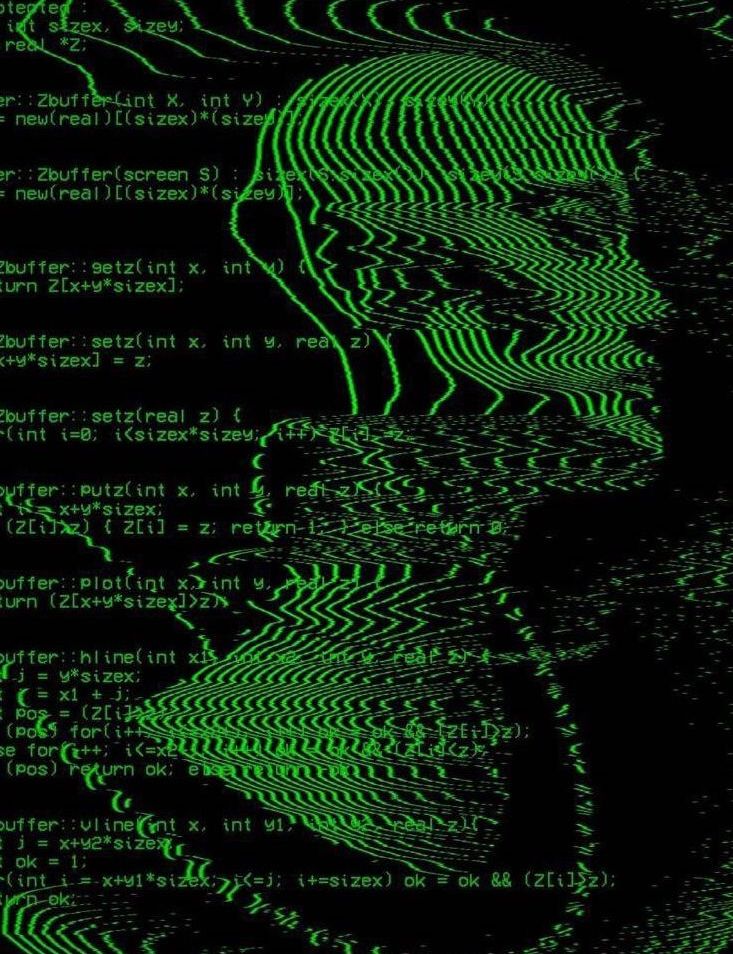 otected :
int sizex, sizey;
real *Z;
er::Zbuffer(int X, int Y) : sizex(X), sizey(Y) {
= new(real)[(sizex)*(sizey)];
er::Zbuffer(screen S) : sizex(S.sizex()), sizey(S.sizey()) {
= new(real)[(sizex)*(sizey)];
Zbuffer::getz(int x, int y) {
turn Z[x+y*sizex];
Zbuffer::setz(int x, int y, real z) {
x+y*sizex] = z;
Zbuffer::setz(real z) {
r(int i=0; i<sizex*sizey; i++) Z[i] =z;
buffer::putz(int x, int y, real z) {
i = x+y*sizex;
(Z[i]>z) { Z[i] = z; return 1; } else return 0;
buffer::plot(int x, int y, real z) {
turn (Z[x+y*sizex]>z);
buffer::hline(int x1, int x2, int y, real z) {
j = y*sizex;
= x1 + j;
pos = (Z[i]>z);
(pos) for(i++; ok = ok && (Z[i]>z);
se for(i++; i<=x2 ok = ok && (Z[i]<z);
(pos) return ok; else return
buffer::vline(int x, int y1, int y2, real z){
j = x+y2*sizex;
ok = 1;
r(int i = x+y1*sizex; i<=j; i+=sizex) ok = ok && (Z[i]>z);
turn ok;